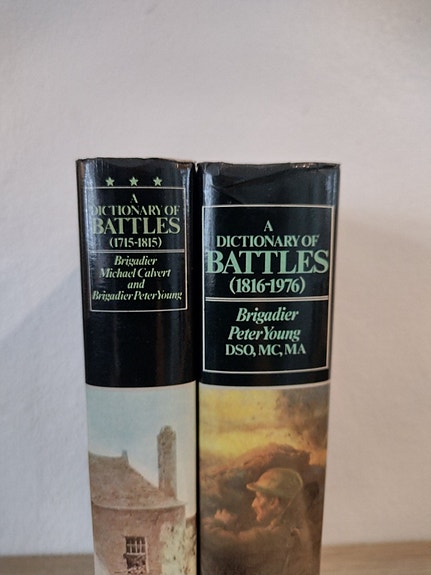 A
DICTIONARY OF
BATTLES
(1715-1815)
Brigadier
Michael Calvert
and
Brigadier Peter Young
A
DICTIONARY OF
BATTLES
(1816-1976)
Brigadier
Peter Young
DSO, MC, MA